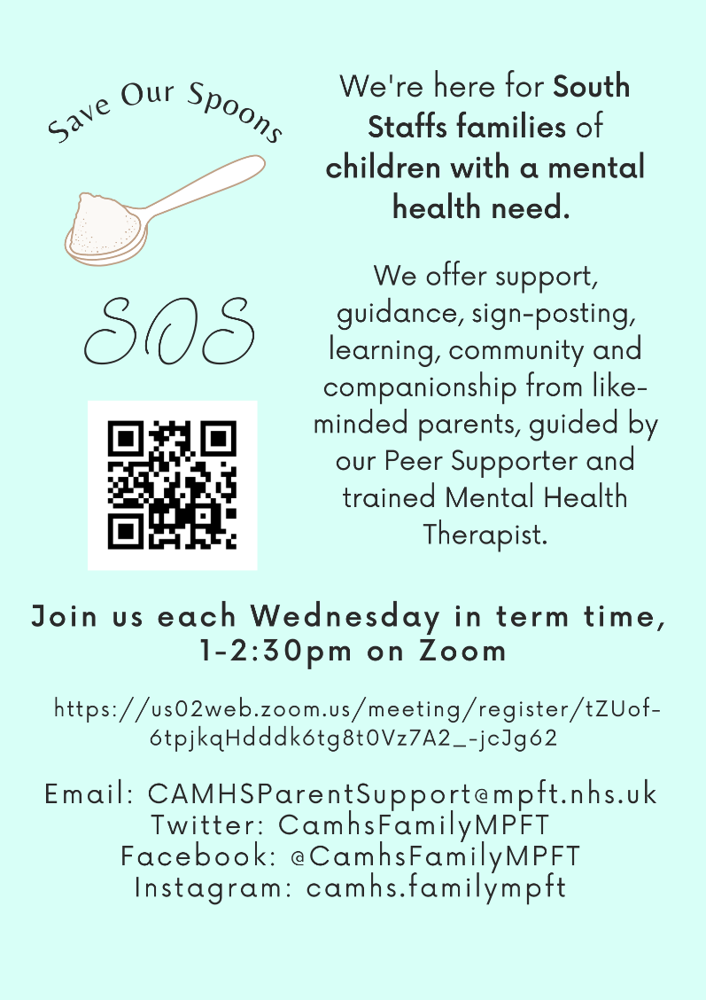 Save Our Spoons
SOS
We're here for South
Staffs families of
children with a mental
health need.
We offer support,
guidance, sign-posting,
learning, community and
companionship from like-
minded parents, guided by
our Peer Supporter and
trained Mental Health
Therapist.
Join us each Wednesday in term time,
1-2:30pm on Zoom
https://us02web.zoom.us/meeting/register/tZUof-
6tpjkqHdddk6tg8t0Vz7A2_-jcJg62
Email: CAMHSParentSupport@mpft.nhs.uk
Twitter: CamhsFamilyMPFT
Facebook: @CamhsFamilyMPFT
Instagram: camhs.familympft